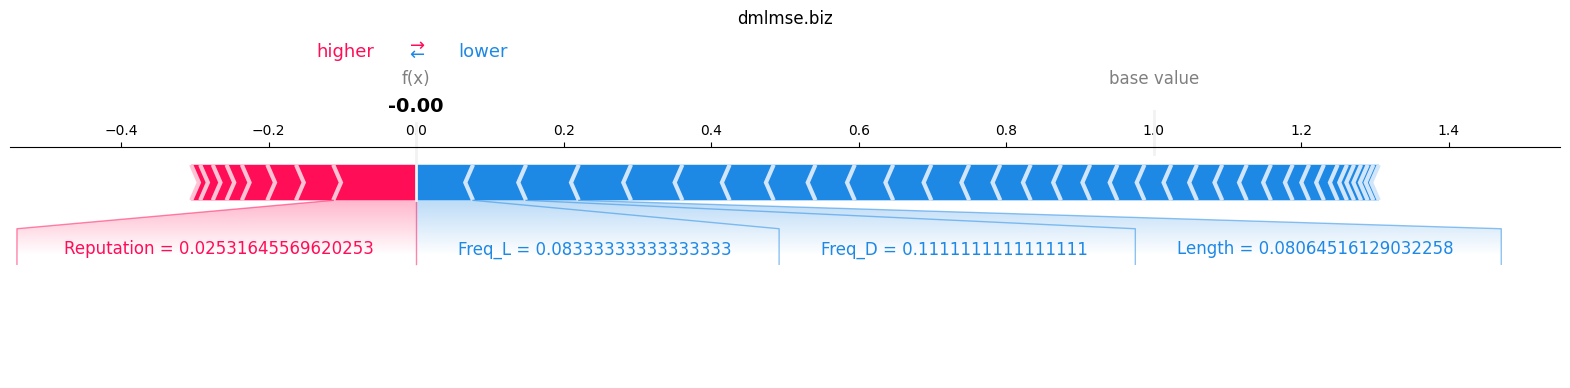 dmlmse.biz
higher ⇄ lower
f(x) base value
-0.00
−0.4 −0.2 0.0 0.2 0.4 0.6 0.8 1.0 1.2 1.4
Reputation = 0.02531645569620253 Freq_L = 0.08333333333333333 Freq_D = 0.1111111111111111 Length = 0.08064516129032258